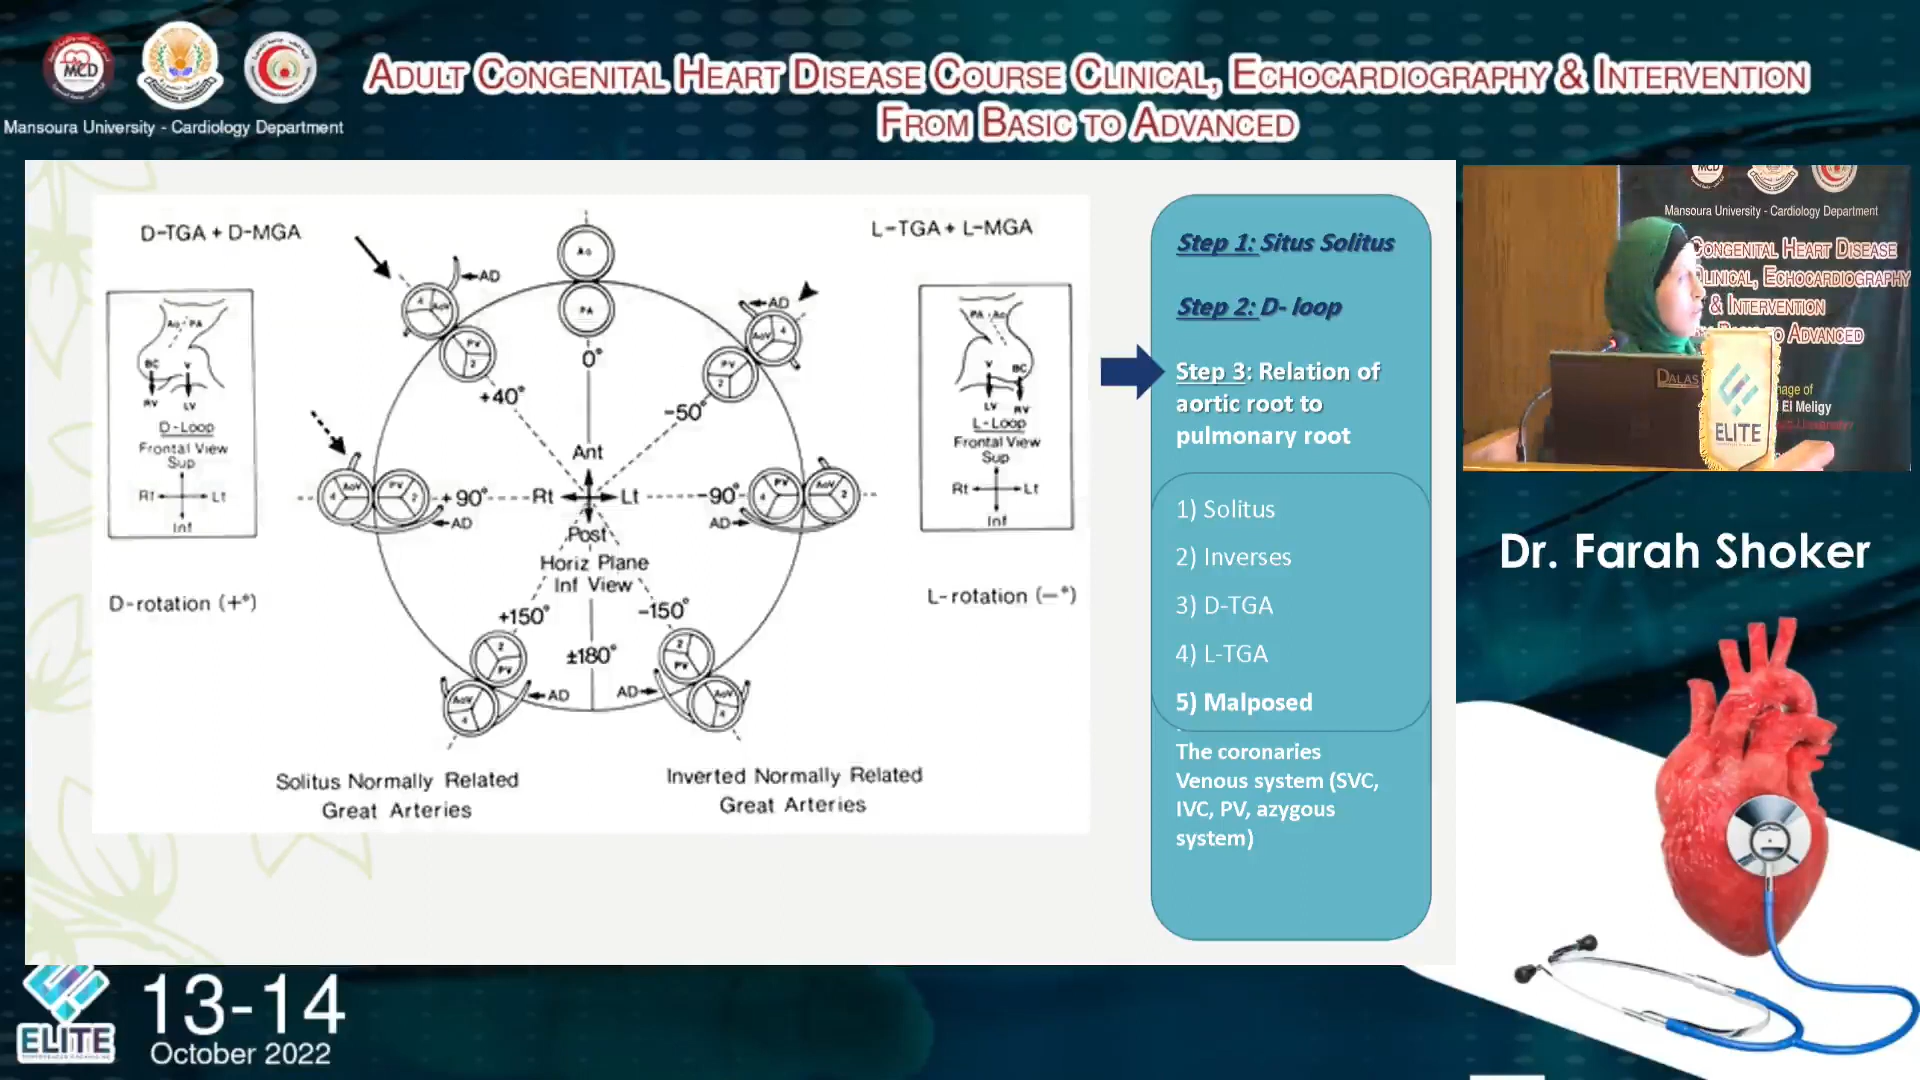 MCD
Mansoura University - Cardiology Department
ADULT CONGENITAL HEART DISEASE COURSE CLINICAL, ECHOCARDIOGRAPHY & INTERVENTION
FROM BASIC TO ADVANCED
D-TGA + D-MGA
L-TGA + L-MGA
Ao
PA
0°
AD
4
AoV
PV
2
+40°
AD
AoV
4
PV
2
-50°
Ao PA
BC
V
RV
LV
D-Loop
Frontal View
Sup
Rt
Lt
Inf
D-rotation (+°)
PA Ao
V
BC
LV
RV
L-Loop
Frontal View
Sup
Rt
Lt
Inf
L-rotation (-°)
4
AoV
PV
2
+90°
AD
Ant
Rt
Lt
Post
Horiz Plane
Inf View
-90°
4
PV
AoV
2
AD
+150°
2
PV
AoV
4
AD
±180°
-150°
2
PV
AoV
4
AD
Solitus Normally Related
Great Arteries
Inverted Normally Related
Great Arteries
Step 1: Situs Solitus
Step 2: D- loop
Step 3: Relation of
aortic root to
pulmonary root
1) Solitus
2) Inverses
3) D-TGA
4) L-TGA
5) Malposed
The coronaries
Venous system (SVC,
IVC, PV, azygous
system)
MCD
Mansoura University - Cardiology Department
CONGENITAL HEART DISEASE
CLINICAL, ECHOCARDIOGRAPHY
& INTERVENTION
TO ADVANCED
El Meligy
DALAS
ELITE
Dr. Farah Shoker
ELITE
13-14
October 2022